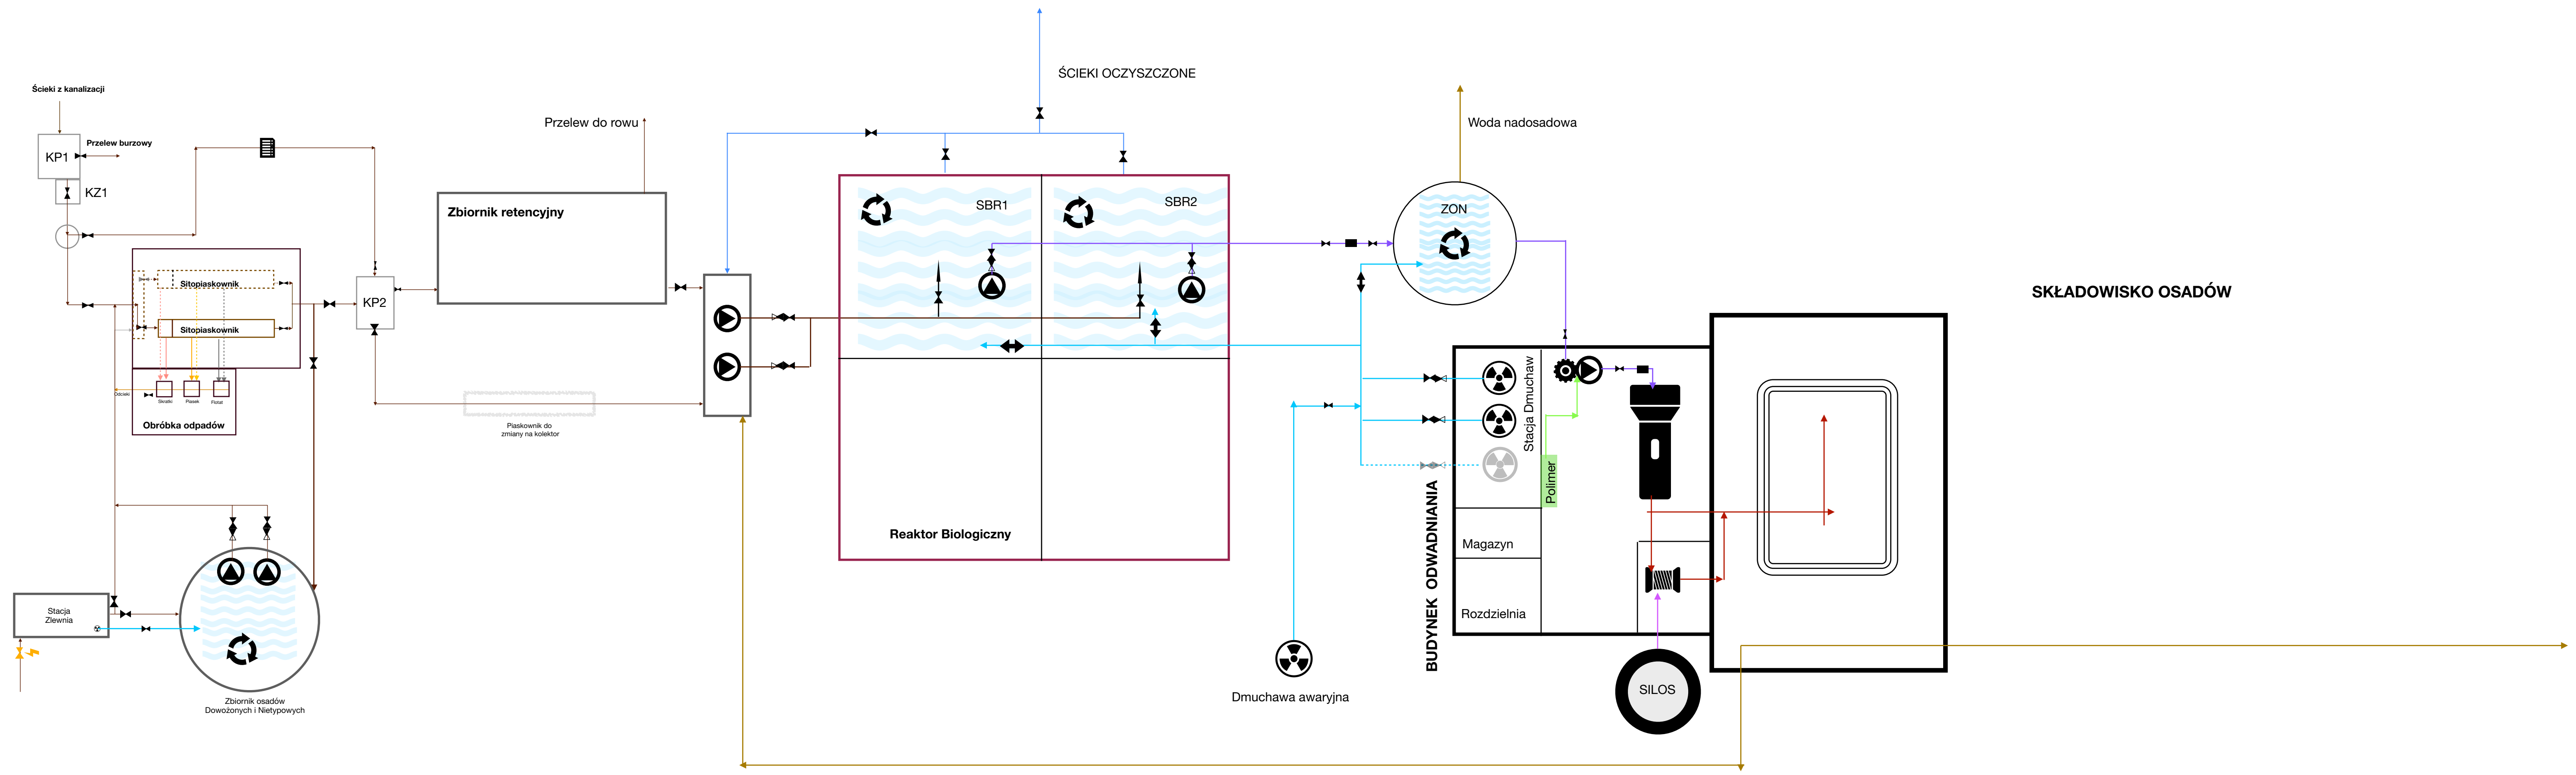 ŚCIEKI OCZYSZCZONE
Ścieki z kanalizacji
Przelew do rowu
Woda nadosadowa
Przelew burzowy
KP1
KZ1
Zbiornik retencyjny
SBR1
SBR2
ZON
Sitopiaskownik
KP2
SKŁADOWISKO OSADÓW
Sitopiaskownik
Odcieki
Skratki
Piasek
Flotat
Obróbka odpadów
Piaskownik do
zmiany na kolektor
Stacja Dmuchaw
Polimer
Reaktor Biologiczny
BUDYNEK ODWADNIANIA
Magazyn
Rozdzielnia
Stacja
Zlewnia
Zbiornik osadów
Dowożonych i Nietypowych
Dmuchawa awaryjna
SILOS